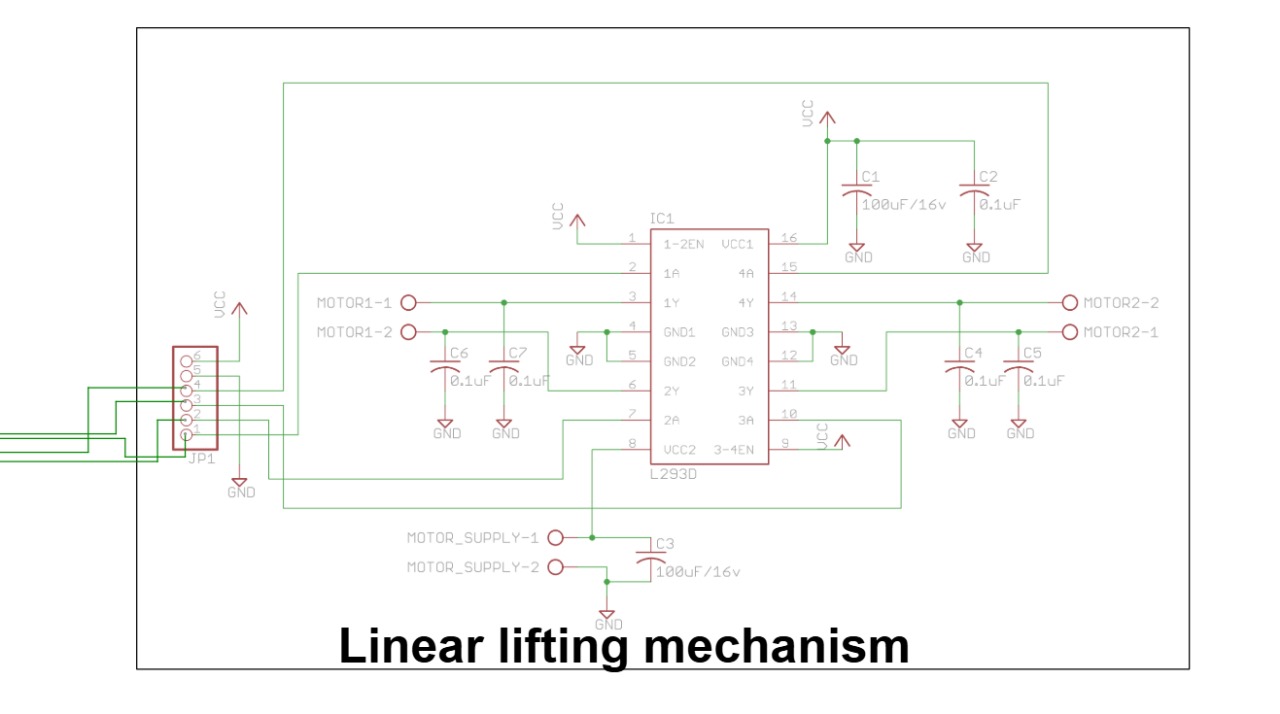 VCC
C1
100uF/16v
C2
0.1uF
GND
GND
VCC
IC1
1 1-2EN VCC1 16
2 1A 4A 15
MOTOR1-1 3 1Y 4Y 14 MOTOR2-2
MOTOR1-2 4 GND1 GND3 13 MOTOR2-1
GND
GND
5 GND2 GND4 12
6 2Y 3Y 11
7 2A 3A 10
8 VCC2 3-4EN 9
VCC
L293D
C6
0.1uF
C7
0.1uF
GND
GND
C4
0.1uF
C5
0.1uF
GND
GND
VCC
6
5
4
3
2
1
JP1
GND
MOTOR_SUPPLY-1
MOTOR_SUPPLY-2
C3
100uF/16v
GND
Linear lifting mechanism